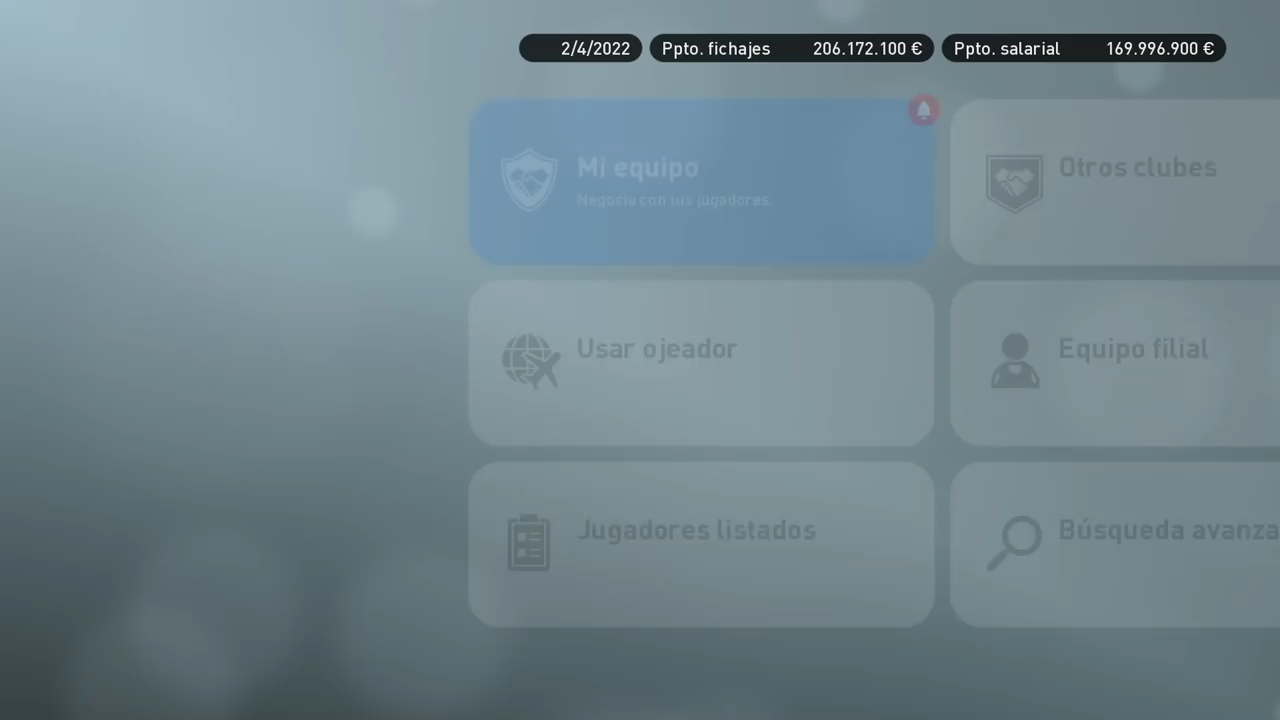 2/4/2022 Ppto. fichajes 206.172.100 € Ppto. salarial 169.996.900 €
Mi equipo
Negocia con tus jugadores.
Otros clubes
Usar ojeador
Equipo filial
Jugadores listados
Búsqueda avanza